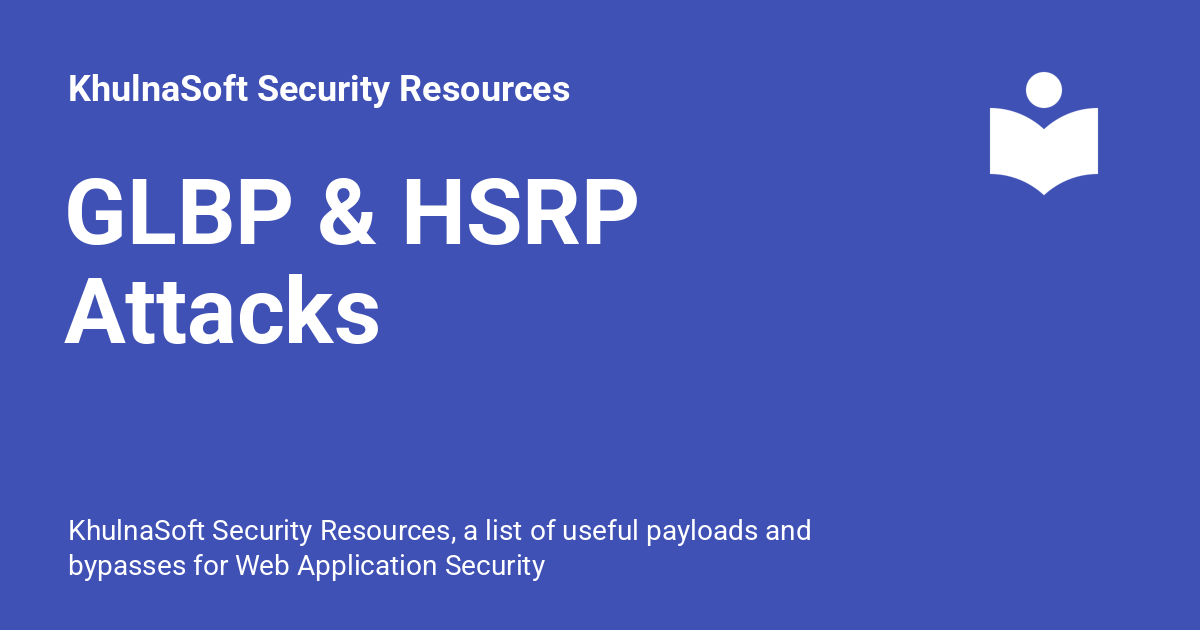 KhulnaSoft Security Resources
GLBP & HSRP
Attacks
KhulnaSoft Security Resources, a list of useful payloads and
bypasses for Web Application Security